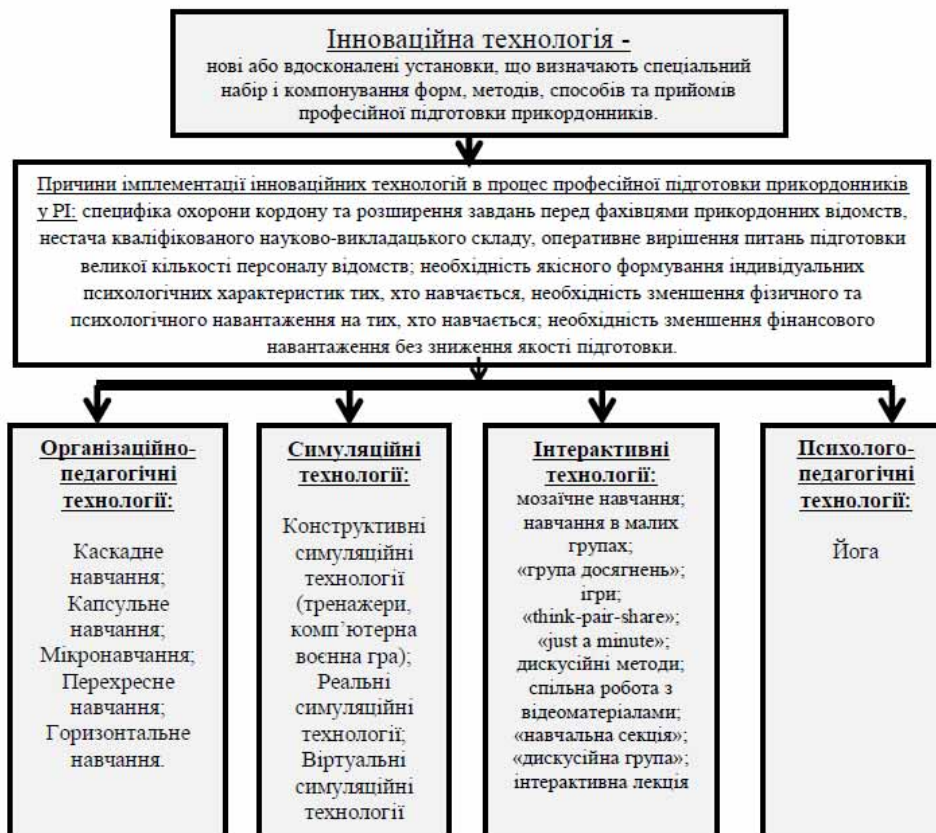 Інноваційна технологія -
нові або вдосконалені установки, що визначають спеціальний
набір і компонування форм, методів, способів та прийомів
професійної підготовки прикордонників.
Причини імплементації інноваційних технологій в процес професійної підготовки прикордонників
у РІ: специфіка охорони кордону та розширення завдань перед фахівцями прикордонних відомств,
нестача кваліфікованого науково-викладацького складу, оперативне вирішення питань підготовки
великої кількості персоналу відомств; необхідність якісного формування індивідуальних
психологічних характеристик тих, хто навчається, необхідність зменшення фізичного та
психологічного навантаження на тих, хто навчається; необхідність зменшення фінансового
навантаження без зниження якості підготовки.
Організаційно-
педагогічні
технології:
Каскадне
навчання;
Капсульне
навчання;
Мікронавчання;
Перехресне
навчання;
Горизонтальне
навчання.
Симуляційні
технології:
Конструктивні
симуляційні
технології
(тренажери,
комп’ютерна
воєнна гра);
Реальні
симуляційні
технології;
Віртуальні
симуляційні
технології
Інтерактивні
технології:
мозаїчне навчання;
навчання в малих
групах;
«група досягнень»;
ігри;
«think-pair-share»;
«just a minute»;
дискусійні методи;
спільна робота з
відеоматеріалами;
«навчальна секція»;
«дискусійна група»;
інтерактивна лекція
Психолого-
педагогічні
технології:
Йога